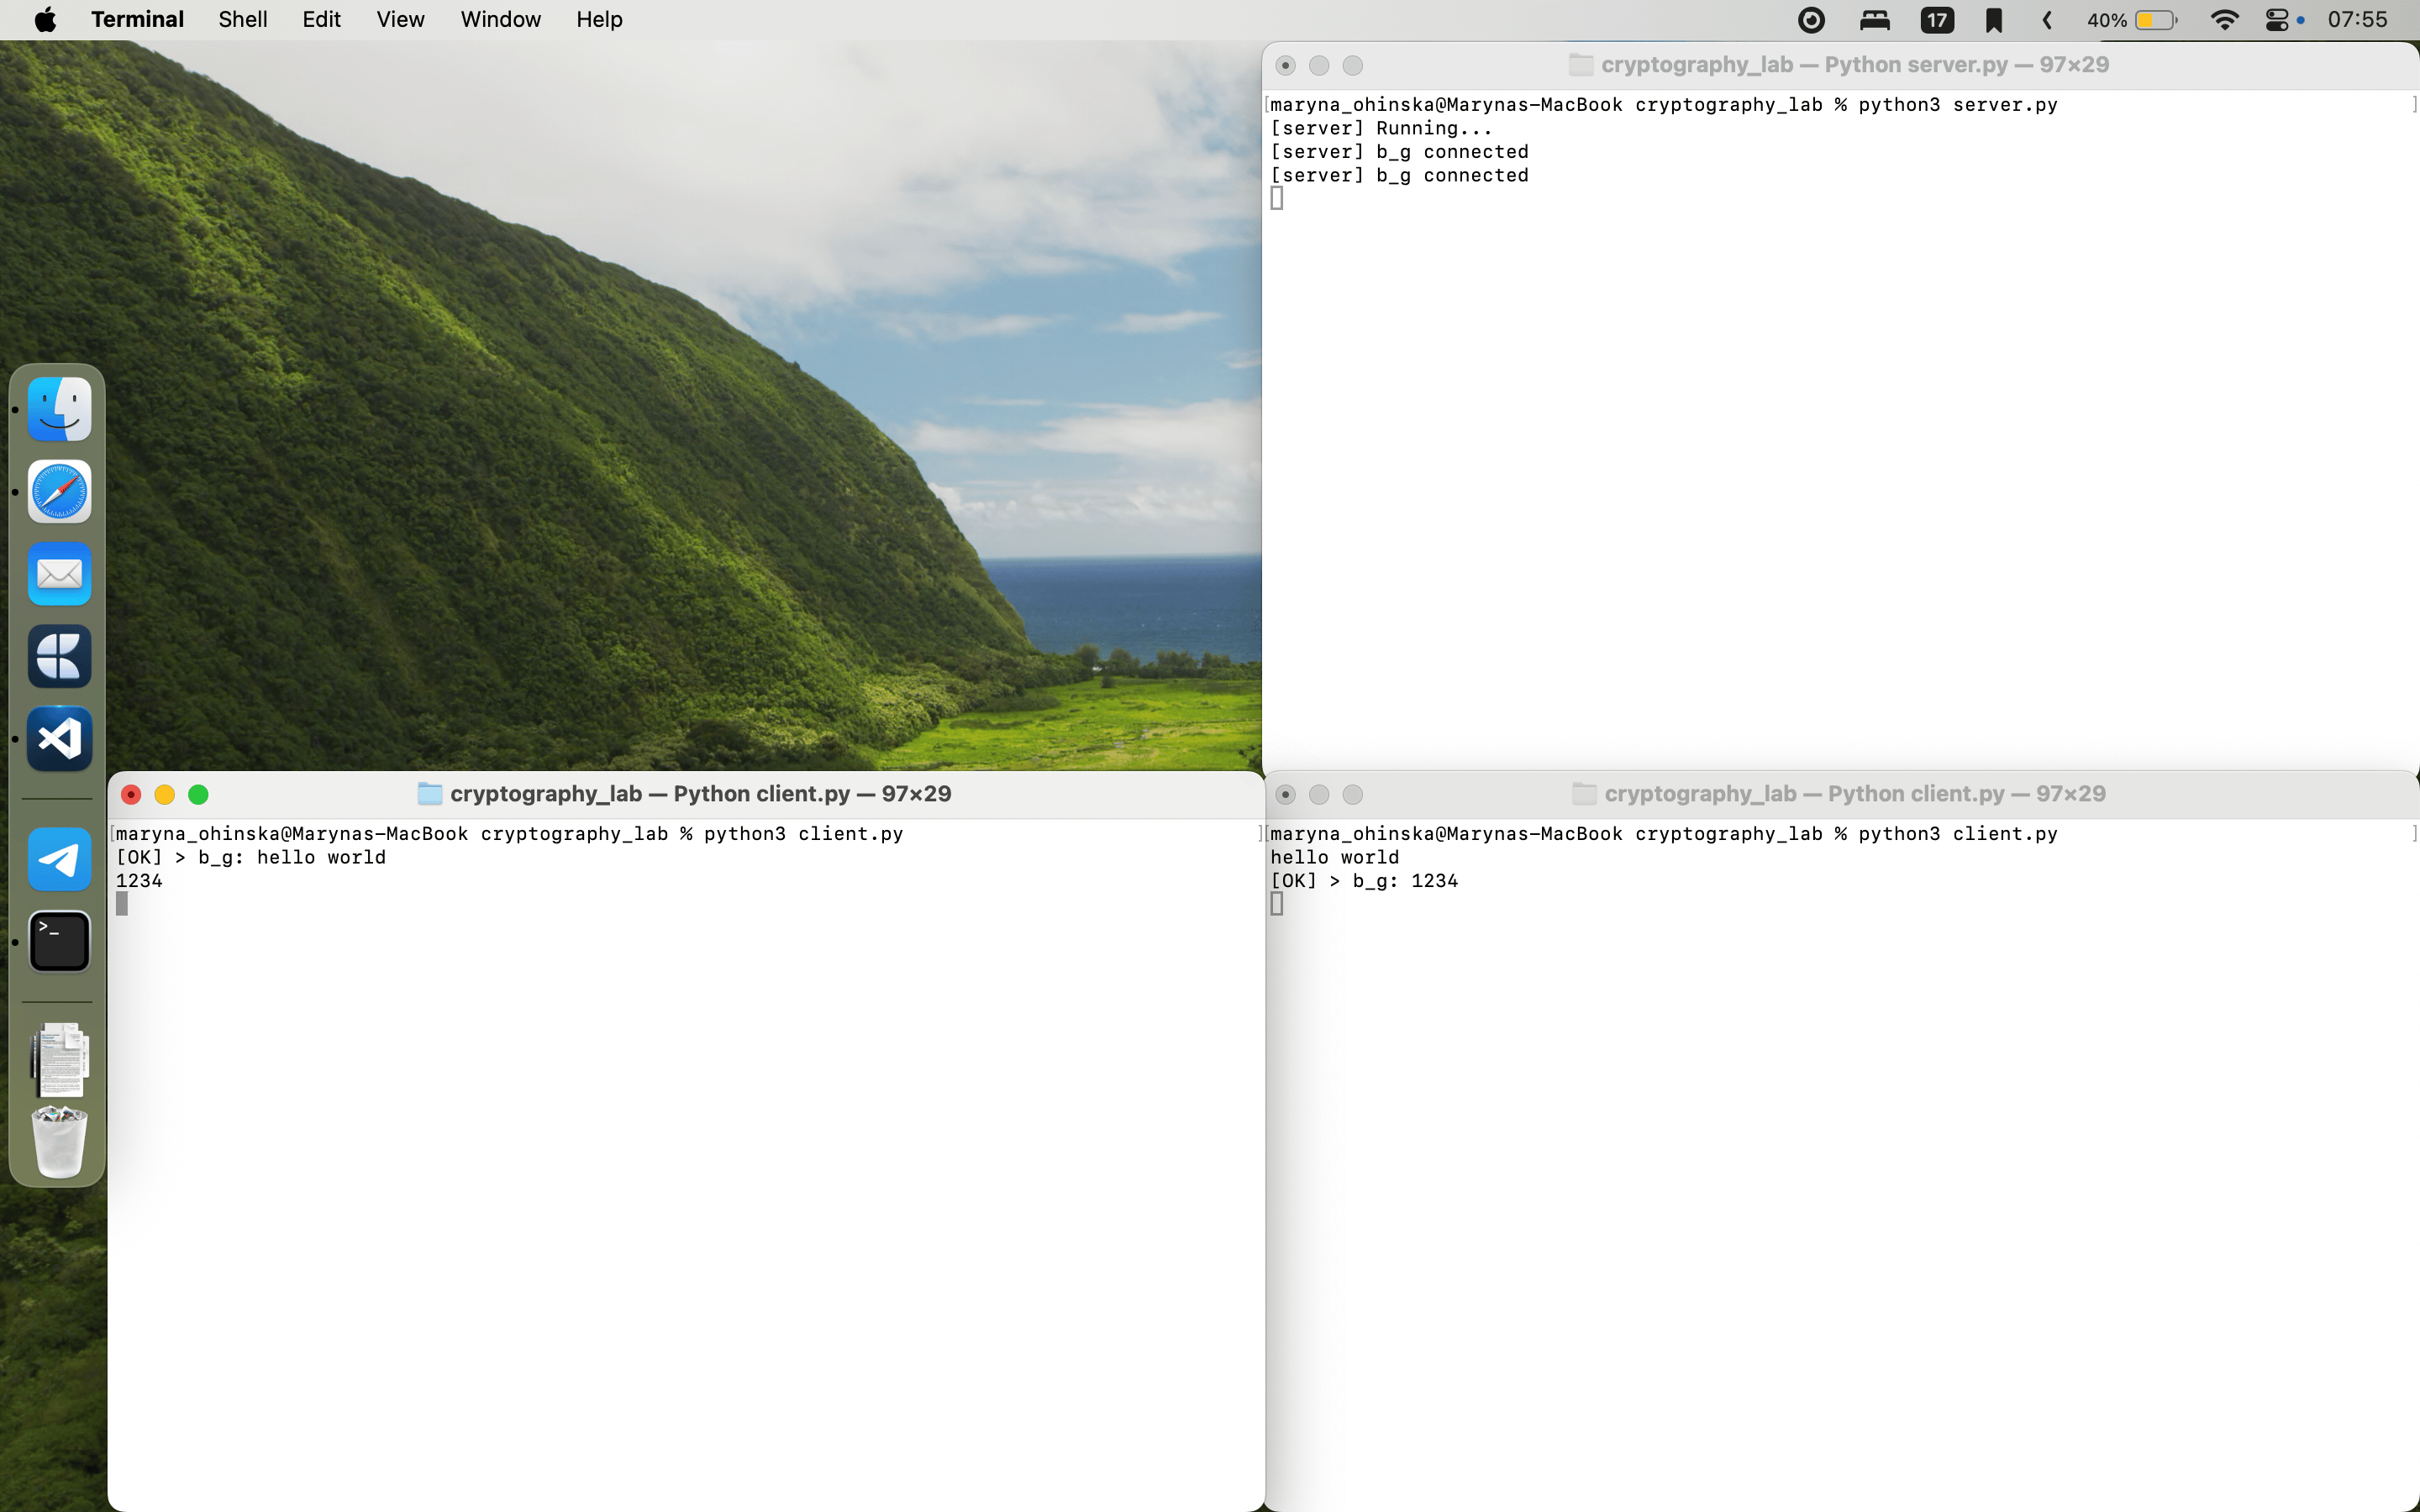 Terminal Shell Edit View Window Help 17 40% 07:55
cryptography_lab — Python server.py — 97×29
maryna_ohinska@Marynas-MacBook cryptography_lab % python3 server.py
[server] Running...
[server] b_g connected
[server] b_g connected
cryptography_lab — Python client.py — 97×29
maryna_ohinska@Marynas-MacBook cryptography_lab % python3 client.py
[OK] > b_g: hello world
1234
cryptography_lab — Python client.py — 97×29
maryna_ohinska@Marynas-MacBook cryptography_lab % python3 client.py
hello world
[OK] > b_g: 1234